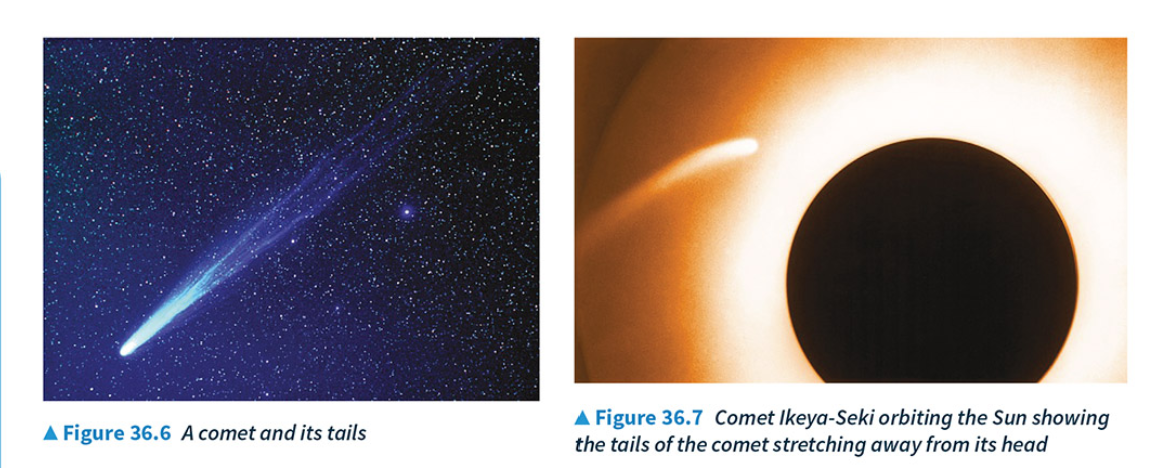 ▲ Figure 36.6 A comet and its tails
▲ Figure 36.7 Comet Ikeya-Seki orbiting the Sun showing
the tails of the comet stretching away from its head